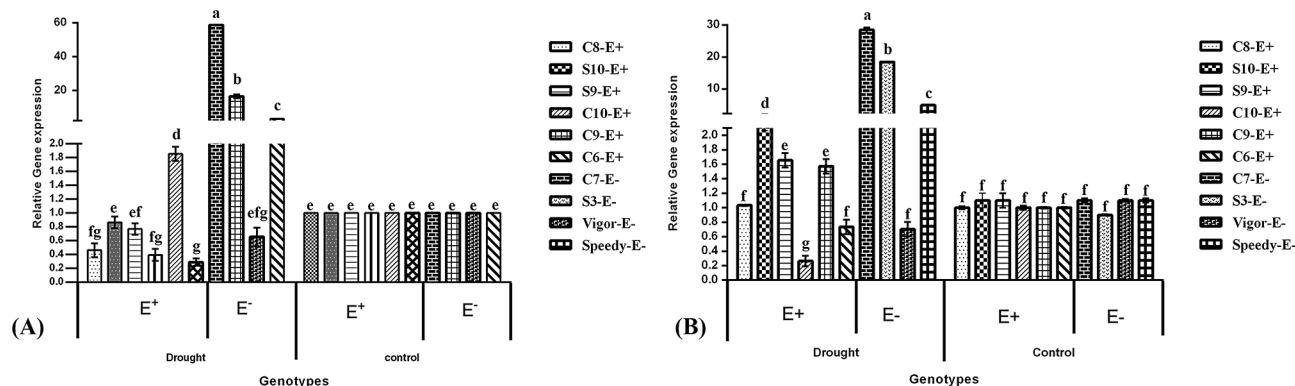 Relative Gene expression
60
40
20
2.0
1.8
1.6
1.4
1.2
1.0
0.8
0.6
0.4
0.2
0.0
fg e ef fg d g a b efg c e e e e e e e e e e
E+ E- E+ E-
Drought control
Genotypes
(A)
C8-E+
S10-E+
S9-E+
C10-E+
C9-E+
C6-E+
C7-E-
S3-E-
Vigor-E-
Speedy-E-
Relative Gene expression
30
20
10
2.0
1.8
1.6
1.4
1.2
1.0
0.8
0.6
0.4
0.2
0.0
f d e g e f a b f c f f f f f f f f f f
E+ E- E+ E-
Drought Control
Genotypes
(B)
C8-E+
S10-E+
S9-E+
C10-E+
C9-E+
C6-E+
C7-E-
S3-E-
Vigor-E-
Speedy-E-